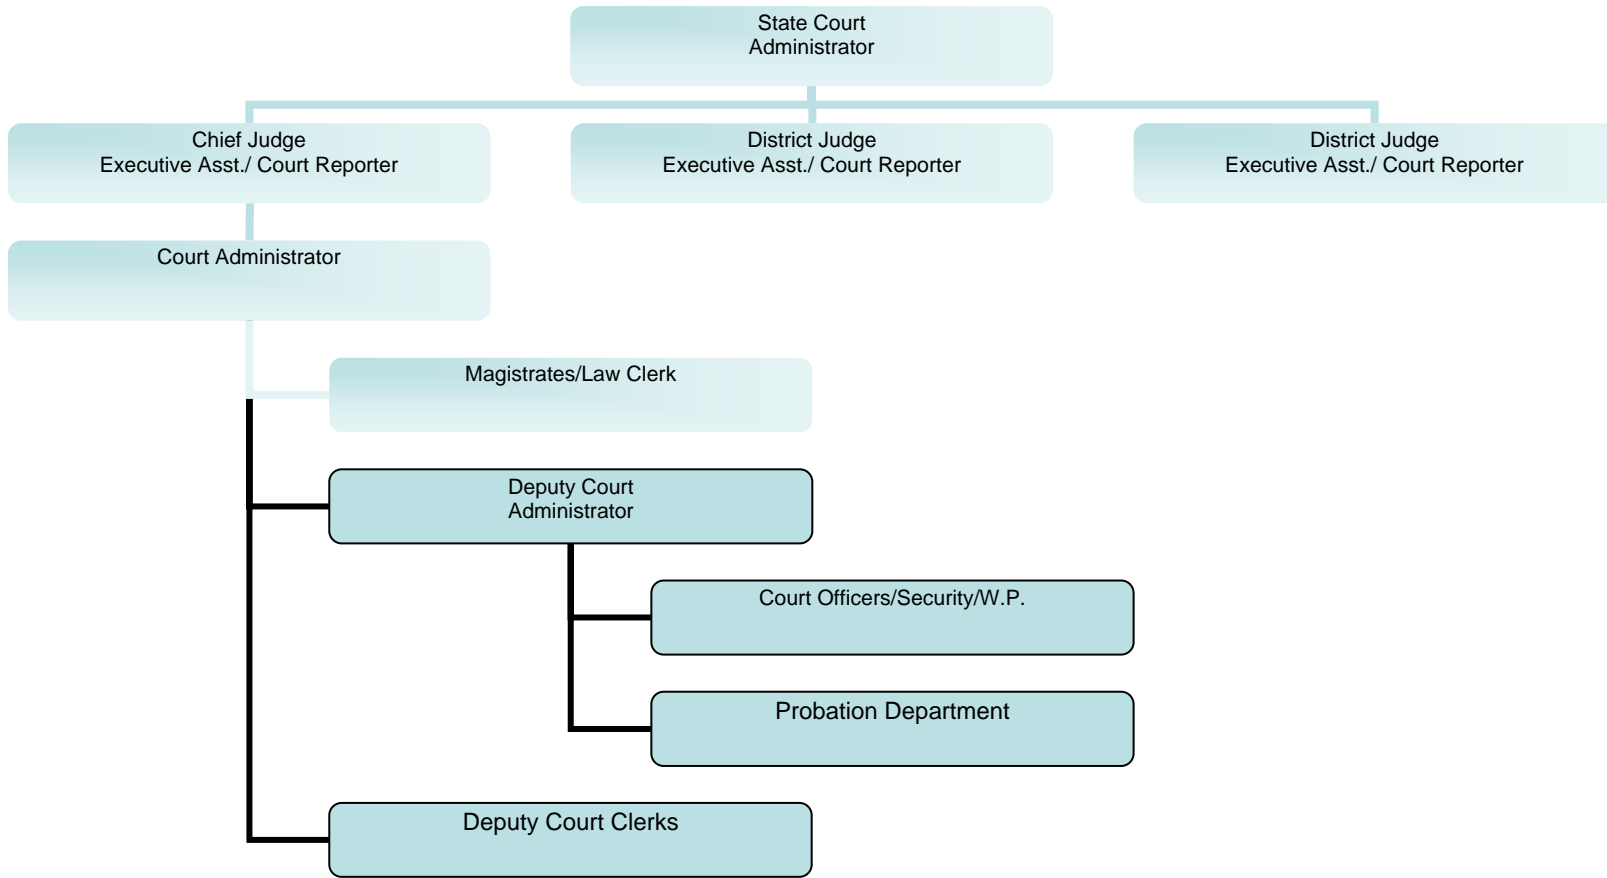 State Court
Administrator
Chief Judge
Executive Asst./ Court Reporter
District Judge
Executive Asst./ Court Reporter
District Judge
Executive Asst./ Court Reporter
Court Administrator
Magistrates/Law Clerk
Deputy Court
Administrator
Court Officers/Security/W.P.
Probation Department
Deputy Court Clerks